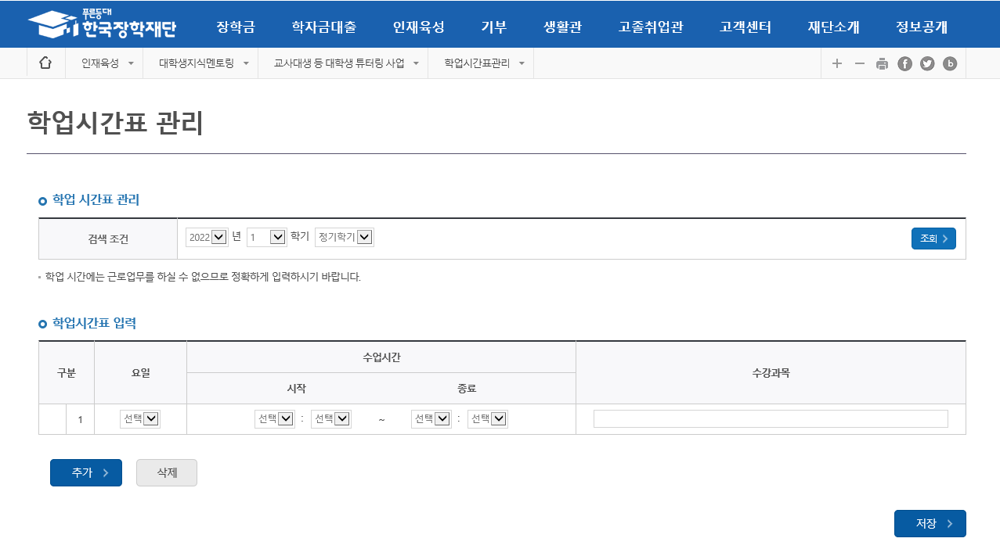 푸른등대
한국장학재단
장학금 학자금대출 인재육성 기부 생활관 고졸취업관 고객센터 재단소개 정보공개
인재육성 대학생지식멘토링 교사대생 등 대학생 튜터링 사업 학업시간표관리
학업시간표 관리
학업 시간표 관리
검색 조건 2022 년 1 학기 정기학기 조회
학업 시간에는 근로업무를 하실 수 없으므로 정확하게 입력하시기 바랍니다.
학업시간표 입력
구분 요일 수업시간 수강과목
시작 종료
1 선택 선택 : 선택 ~ 선택 : 선택
추가 삭제
저장